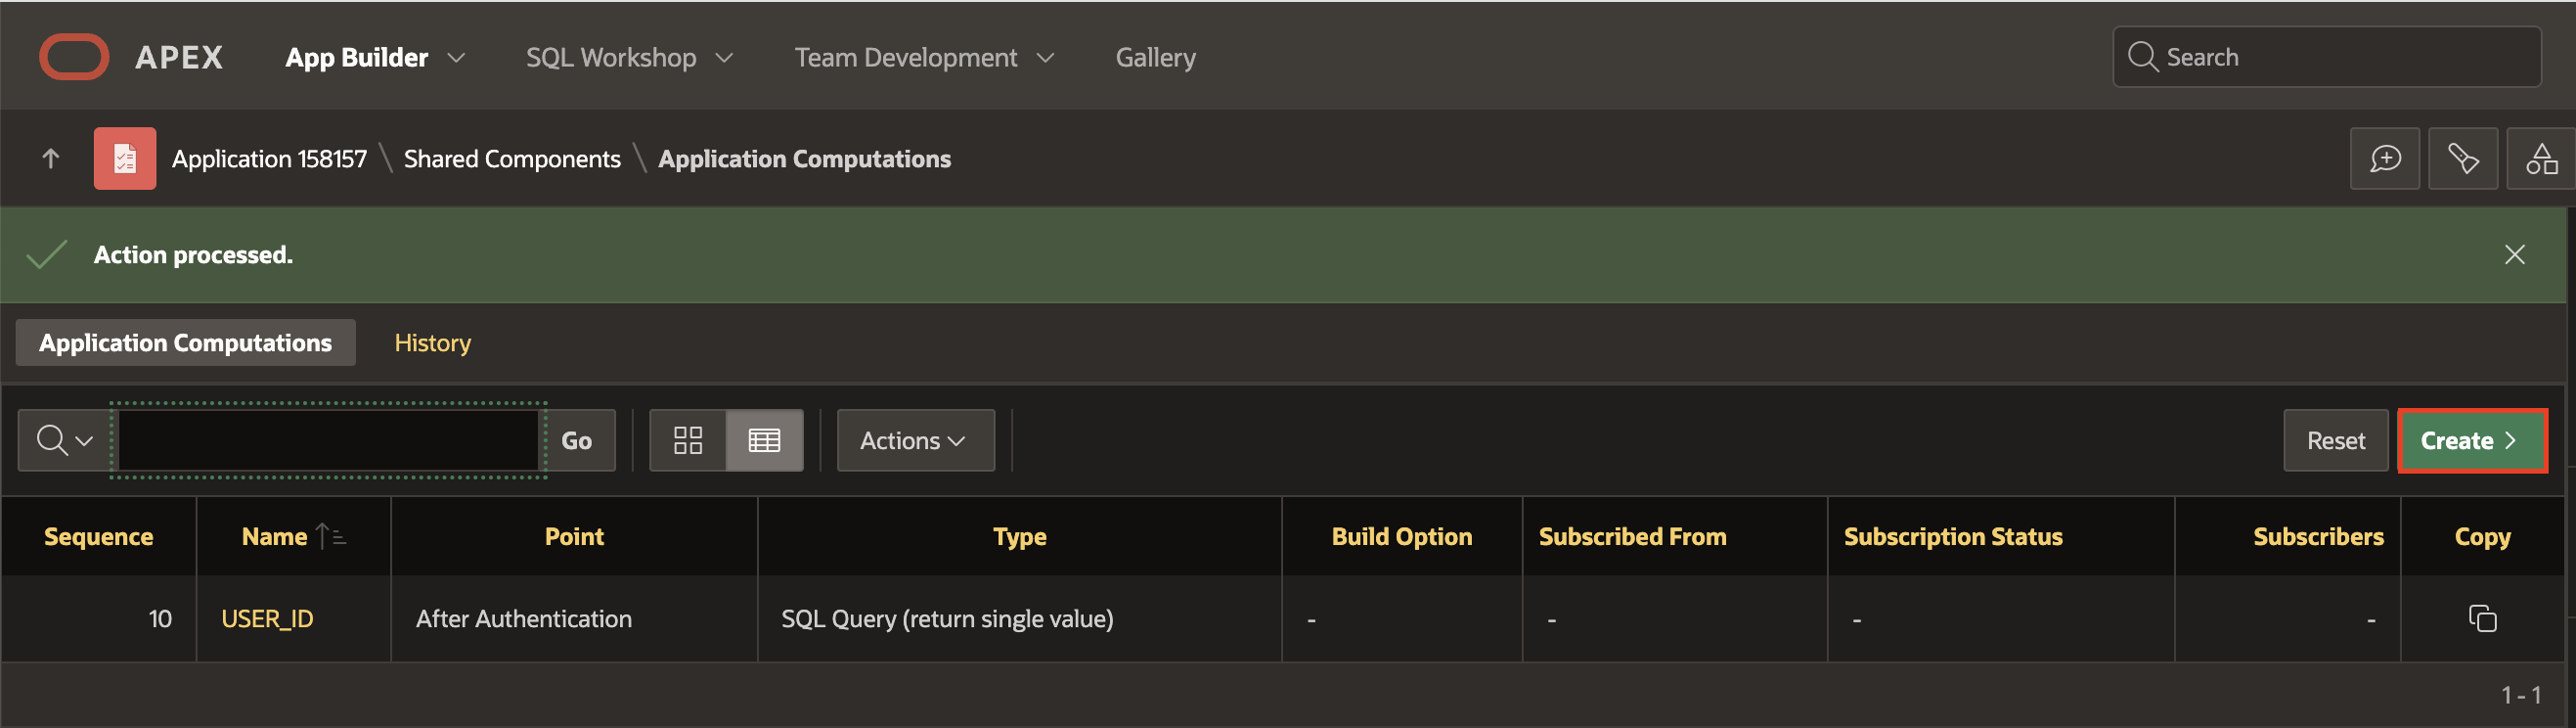 APEX App Builder SQL Workshop Team Development Gallery Search
Application 158157 \ Shared Components \ Application Computations
Action processed.
Application Computations History
Go Actions Reset Create
Sequence Name Point Type Build Option Subscribed From Subscription Status Subscribers Copy
10 USER_ID After Authentication SQL Query (return single value) - - - -
1 - 1